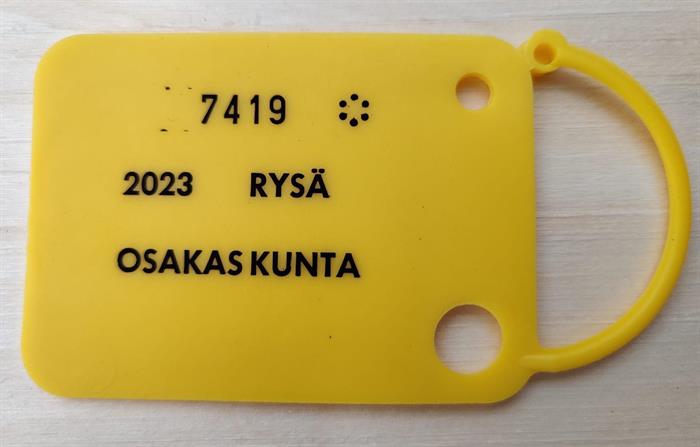 7419
2023 RYSÄ
OSAKAS KUNTA